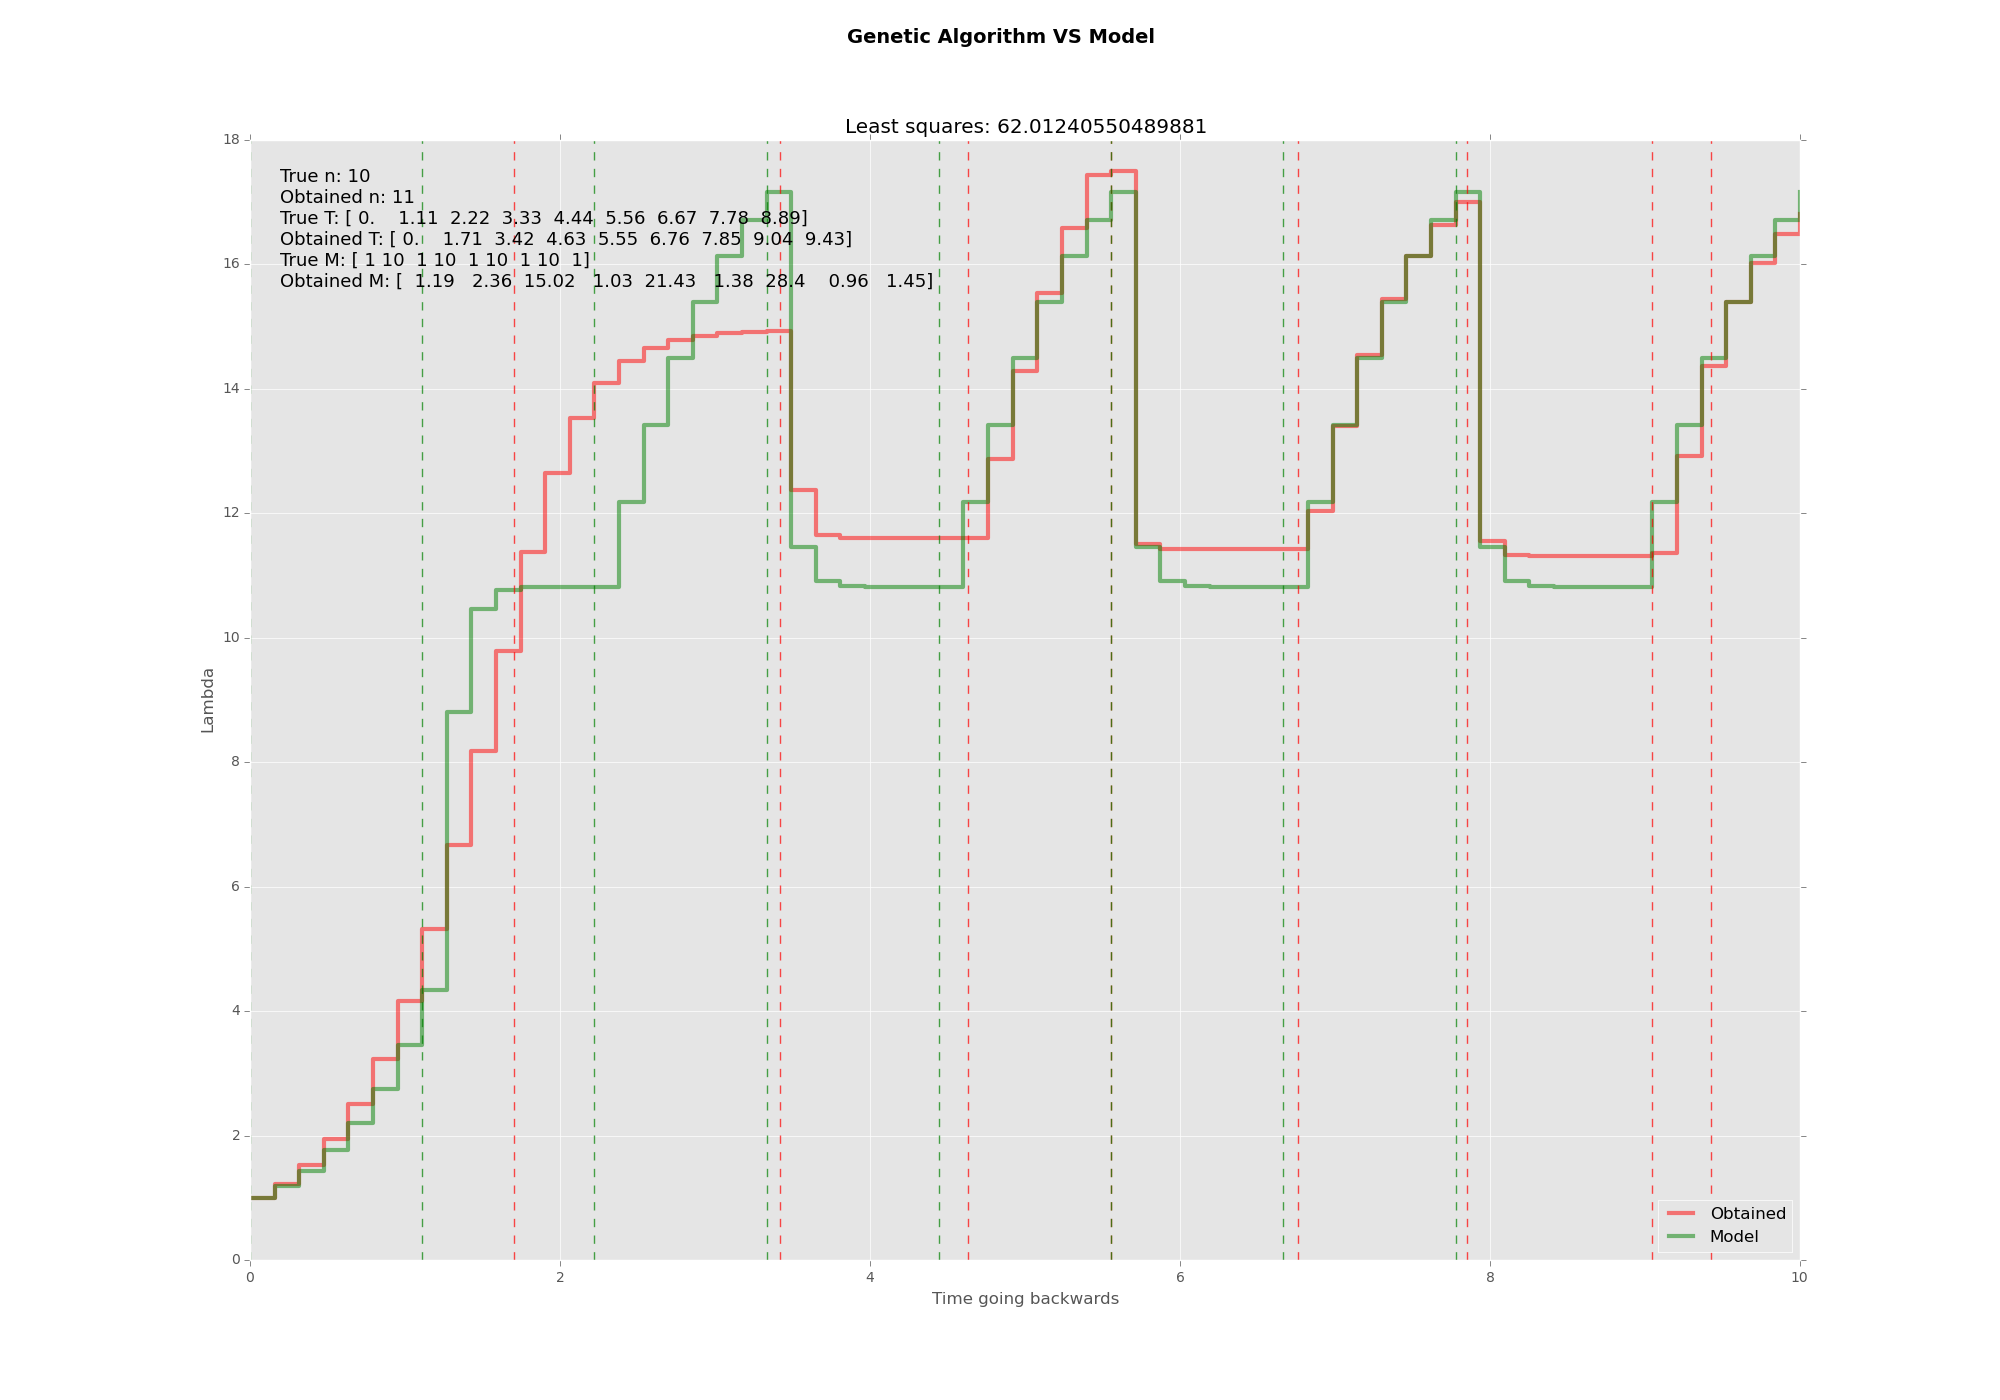 Genetic Algorithm VS Model
Least squares: 62.01240550489881
True n: 10
Obtained n: 11
True T: [ 0.    1.11  2.22  3.33  4.44  5.56  6.67  7.78  8.89]
Obtained T: [ 0.    1.71  3.42  4.63  5.55  6.76  7.85  9.04  9.43]
True M: [ 1 10  1 10  1 10  1 10  1]
Obtained M: [  1.19   2.36  15.02   1.03  21.43   1.38  28.4    0.96   1.45]
18
16
14
12
10
8
6
4
2
0
Lambda
0 2 4 6 8 10
Time going backwards
Obtained
Model